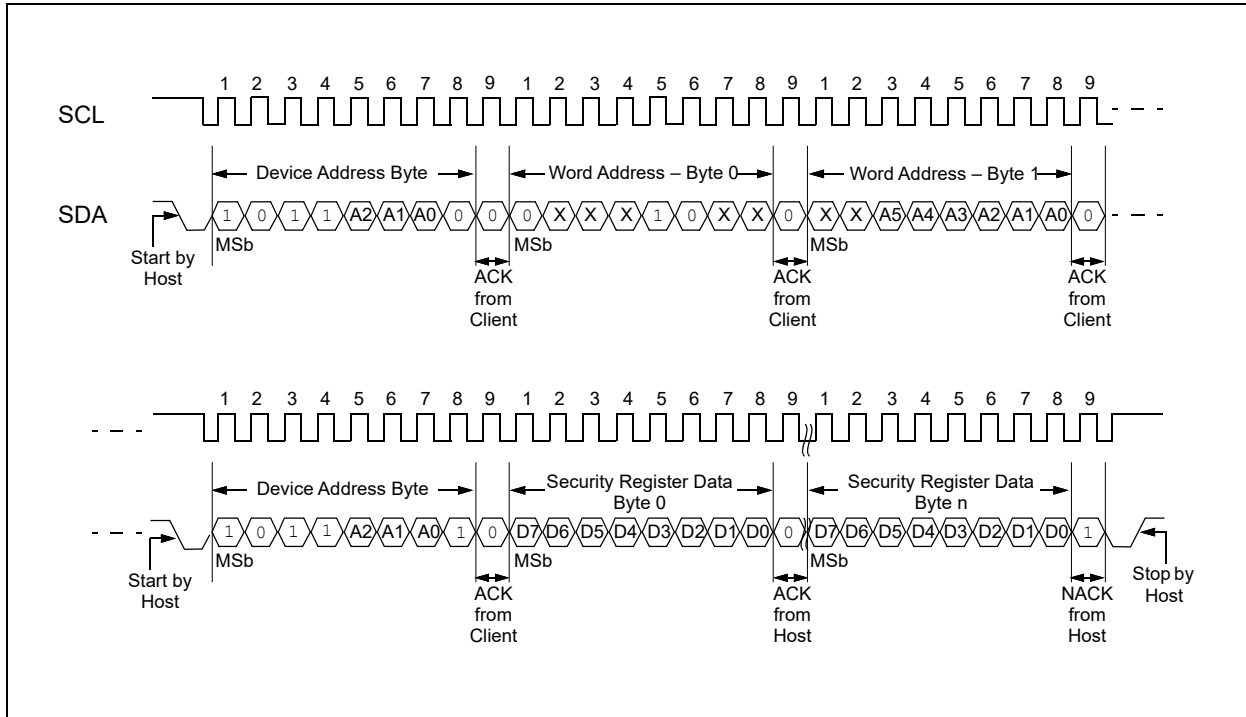 1 2 3 4 5 6 7 8 9 1 2 3 4 5 6 7 8 9 1 2 3 4 5 6 7 8 9
SCL
Device Address Byte Word Address – Byte 0 Word Address – Byte 1
SDA 1 0 1 1 A2 A1 A0 0 0 0 X X X 1 0 X X 0 X X A5 A4 A3 A2 A1 A0 0
MSb MSb MSb
Start by
Host
ACK
from
Client
ACK
from
Client
ACK
from
Client
1 2 3 4 5 6 7 8 9 1 2 3 4 5 6 7 8 9 1 2 3 4 5 6 7 8 9
Device Address Byte
Security Register Data
Byte 0
Security Register Data
Byte n
1 0 1 1 A2 A1 A0 1 0 D7 D6 D5 D4 D3 D2 D1 D0 0 D7 D6 D5 D4 D3 D2 D1 D0 1
MSb MSb MSb
Start by
Host
ACK
from
Client
ACK
from
Host
NACK
from
Host
Stop by
Host